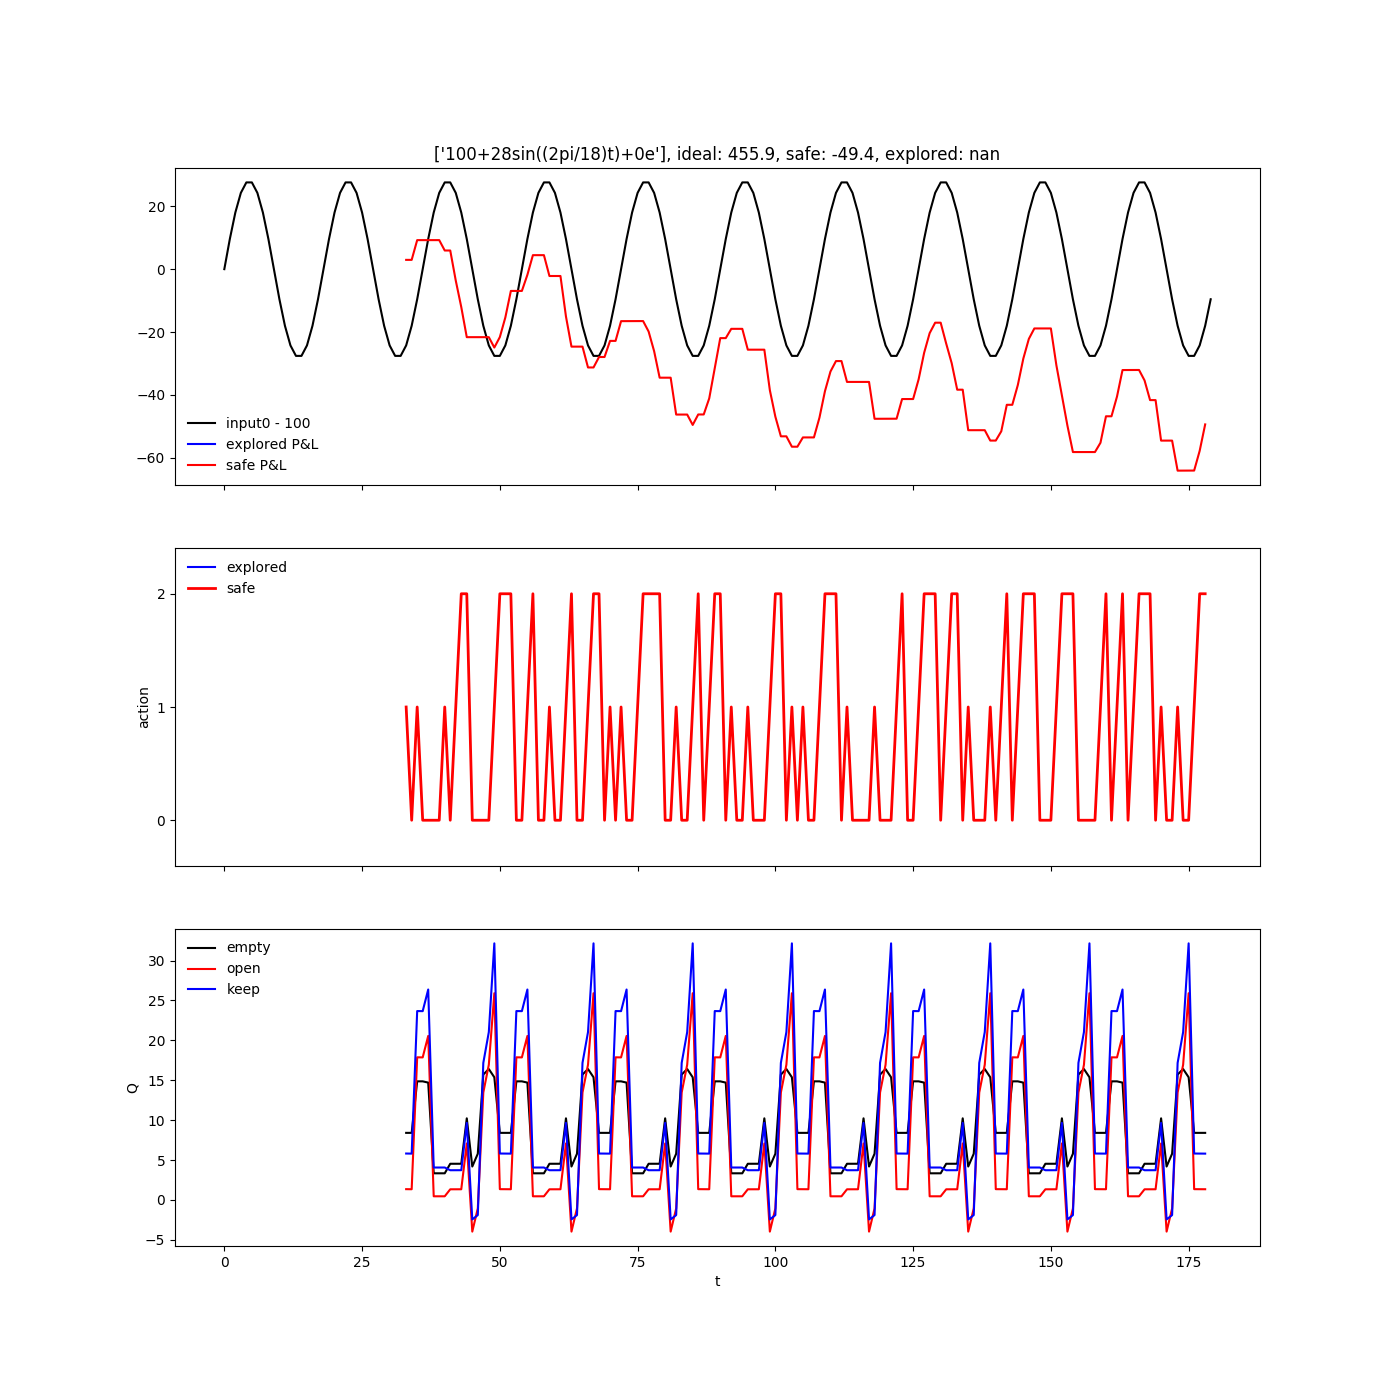 ['100+28sin((2pi/18)t)+0e'], ideal: 455.9, safe: -49.4, explored: nan
20
0
−20
−40
−60
input0 - 100
explored P&L
safe P&L
2
1
0
action
explored
safe
30
25
20
15
10
5
0
−5
Q
empty
open
keep
0
25
50
75
100
125
150
175
t